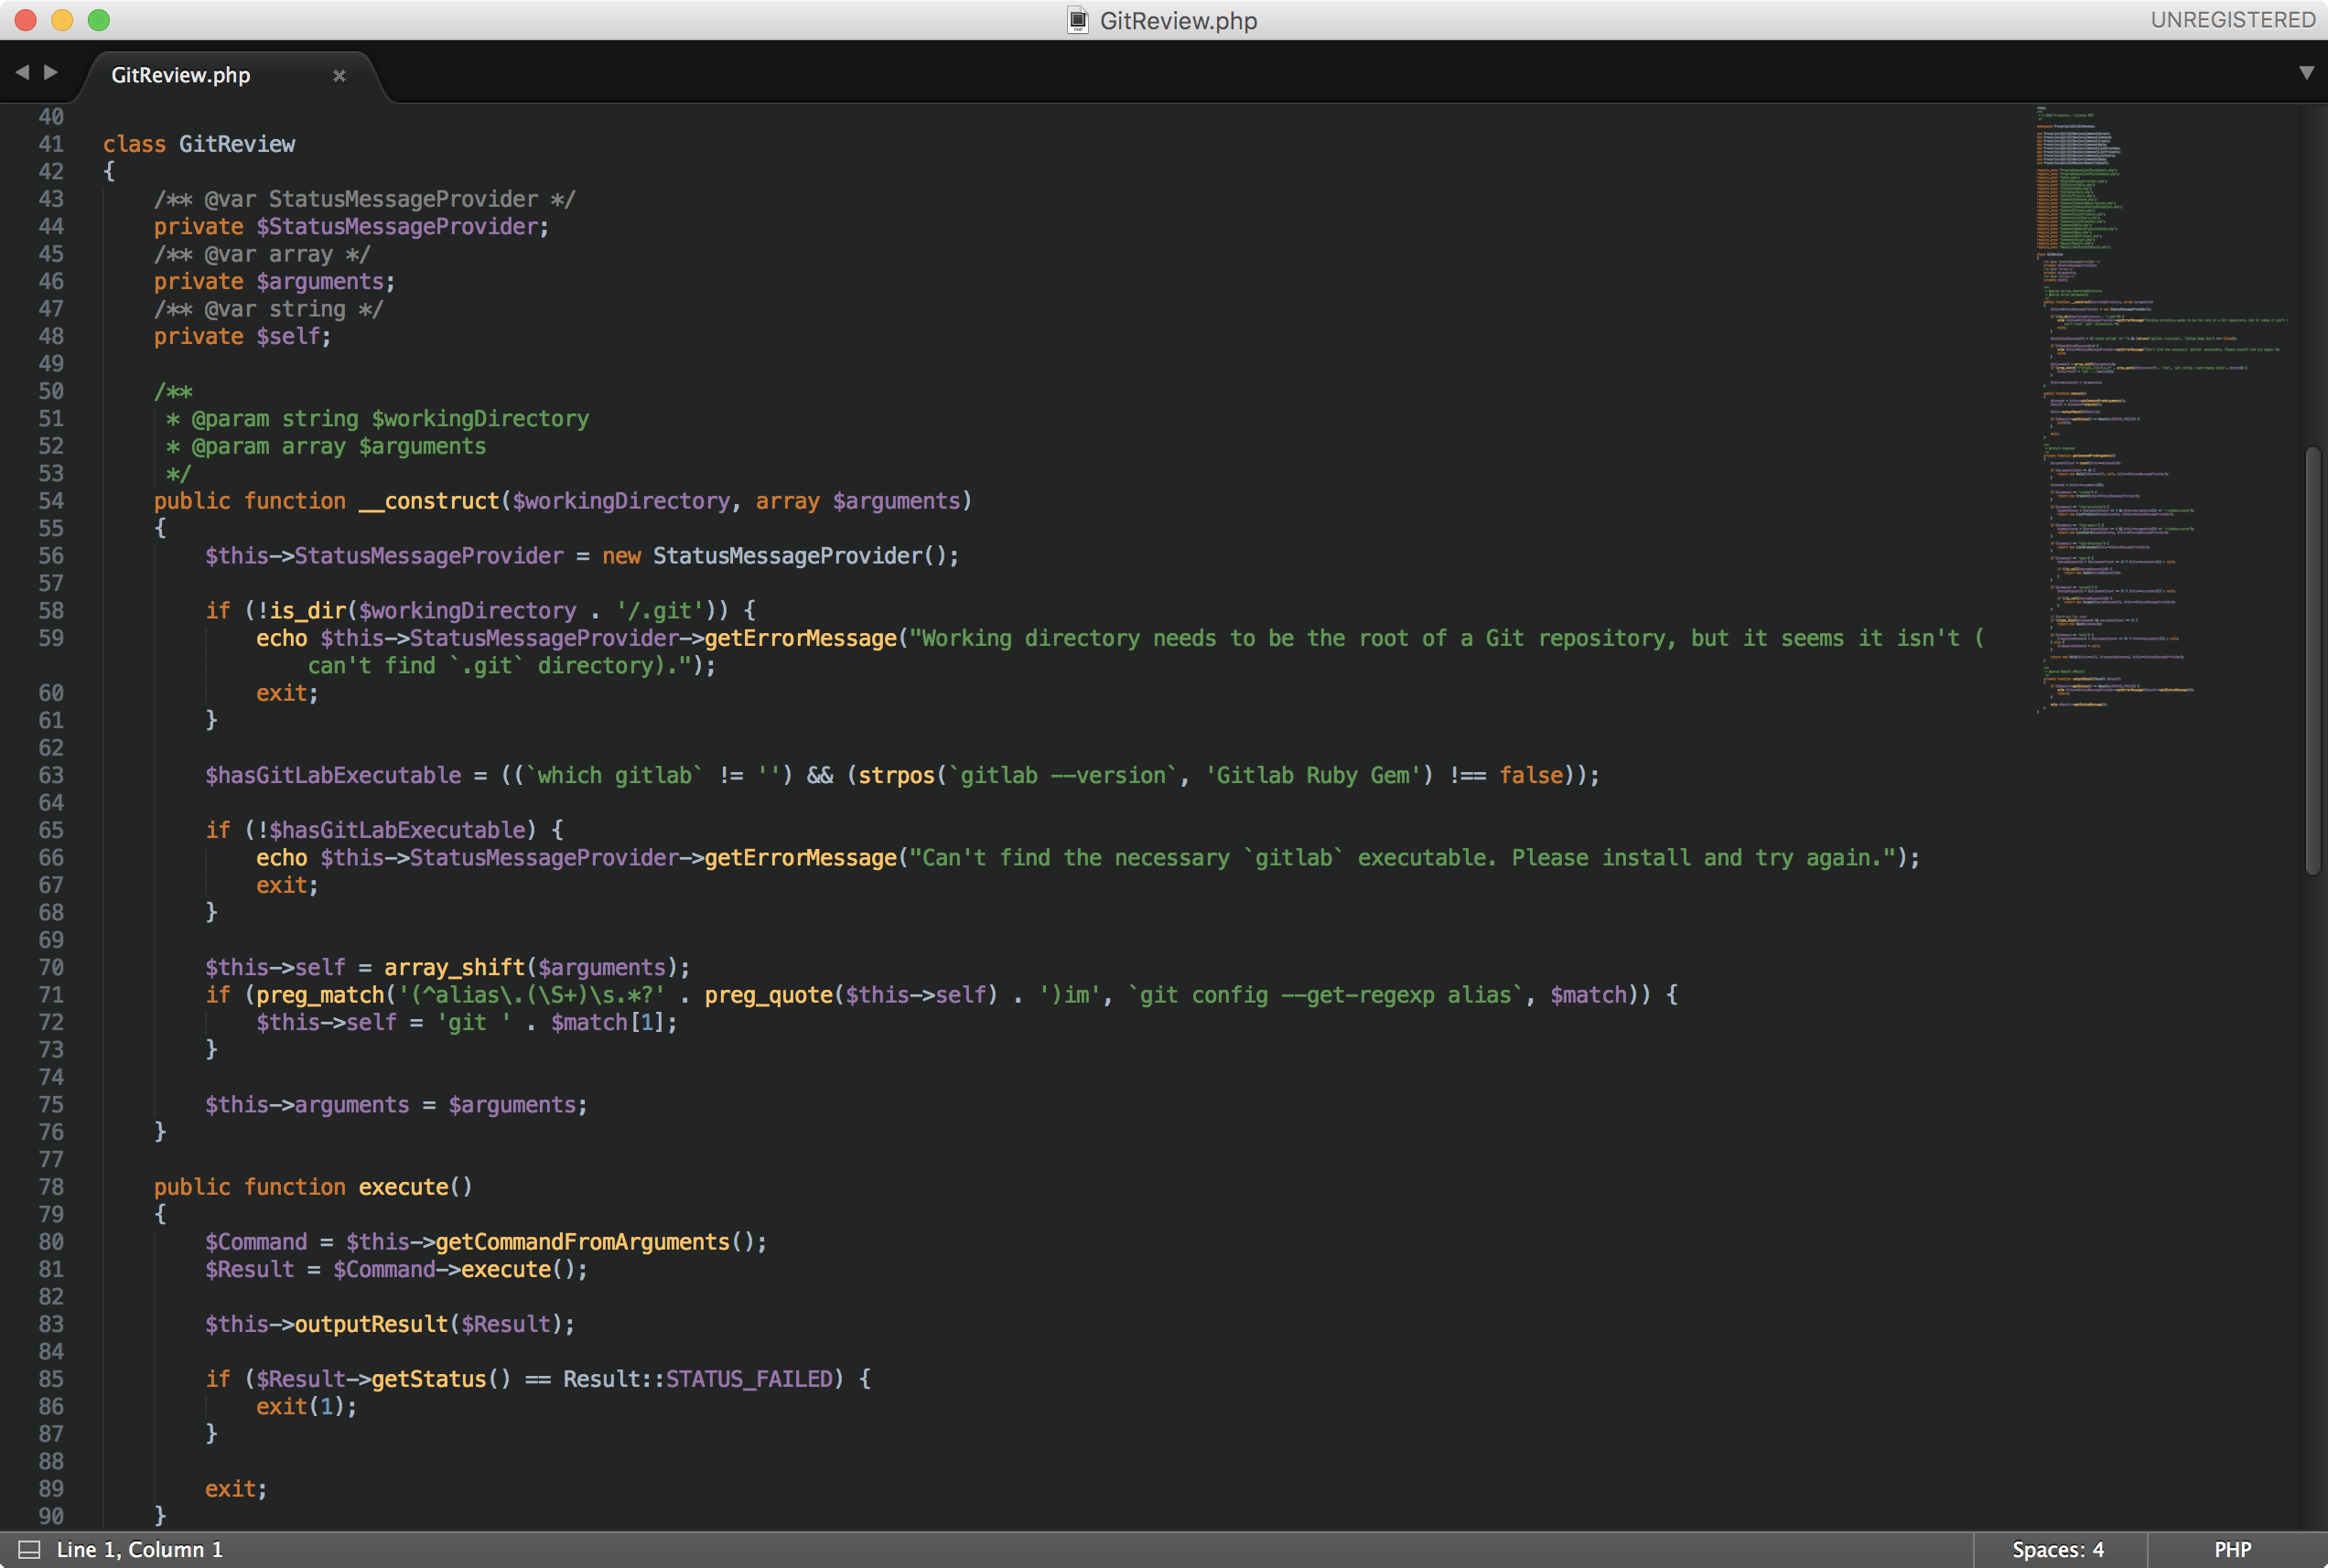 GitReview.php
UNREGISTERED
GitReview.php
40
41 class GitReview
42 {
43 /** @var StatusMessageProvider */
44 private $StatusMessageProvider;
45 /** @var array */
46 private $arguments;
47 /** @var string */
48 private $self;
49
50 /**
51 * @param string $workingDirectory
52 * @param array $arguments
53 */
54 public function __construct($workingDirectory, array $arguments)
55 {
56 $this->StatusMessageProvider = new StatusMessageProvider();
57
58 if (!is_dir($workingDirectory . '/.git')) {
59 echo $this->StatusMessageProvider->getErrorMessage("Working directory needs to be the root of a Git repository, but it seems it isn't (
can't find `.git` directory).");
60 exit;
61 }
62
63 $hasGitLabExecutable = ((`which gitlab` != '') && (strpos(`gitlab --version`, 'Gitlab Ruby Gem') !== false));
64
65 if (!$hasGitLabExecutable) {
66 echo $this->StatusMessageProvider->getErrorMessage("Can't find the necessary `gitlab` executable. Please install and try again.");
67 exit;
68 }
69
70 $this->self = array_shift($arguments);
71 if (preg_match('(^alias\.(\S+)\s.*?' . preg_quote($this->self) . ')im', `git config --get-regexp alias`, $match)) {
72 $this->self = 'git ' . $match[1];
73 }
74
75 $this->arguments = $arguments;
76 }
77
78 public function execute()
79 {
80 $Command = $this->getCommandFromArguments();
81 $Result = $Command->execute();
82
83 $this->outputResult($Result);
84
85 if ($Result->getStatus() == Result::STATUS_FAILED) {
86 exit(1);
87 }
88
89 exit;
90 }
Line 1, Column 1
Spaces: 4
PHP